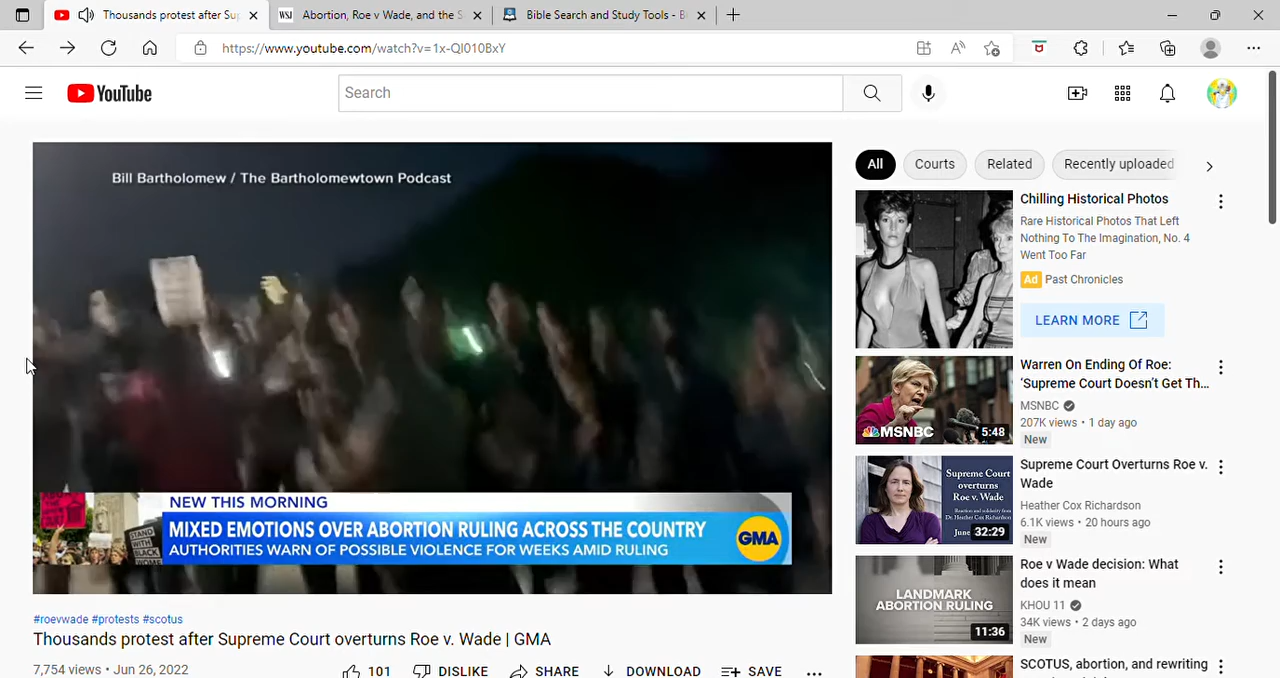 Thousands protest after Sup
WSJ
Abortion, Roe v Wade, and the S
Bible Search and Study Tools - B
https://www.youtube.com/watch?v=1x-QI010BxY
YouTube
Search
Bill Bartholomew / The Bartholomewtown Podcast
NEW THIS MORNING
MIXED EMOTIONS OVER ABORTION RULING ACROSS THE COUNTRY
AUTHORITIES WARN OF POSSIBLE VIOLENCE FOR WEEKS AMID RULING
GMA
STAND
WITH
BLACK
WOME
#roevwade #protests #scotus
Thousands protest after Supreme Court overturns Roe v. Wade | GMA
7,754 views • Jun 26, 2022
101
DISLIKE
SHARE
DOWNLOAD
SAVE
All
Courts
Related
Recently uploaded
Chilling Historical Photos
Rare Historical Photos That Left
Nothing To The Imagination, No. 4
Went Too Far
Ad Past Chronicles
LEARN MORE
MSNBC
5:48
Warren On Ending Of Roe:
‘Supreme Court Doesn’t Get Th...
MSNBC
207K views • 1 day ago
New
Supreme Court
overturns
Roe v. Wade
June
32:29
Supreme Court Overturns Roe v.
Wade
Heather Cox Richardson
6.1K views • 20 hours ago
New
LANDMARK
ABORTION RULING
11:36
Roe v Wade decision: What
does it mean
KHOU 11
34K views • 2 days ago
New
SCOTUS, abortion, and rewriting